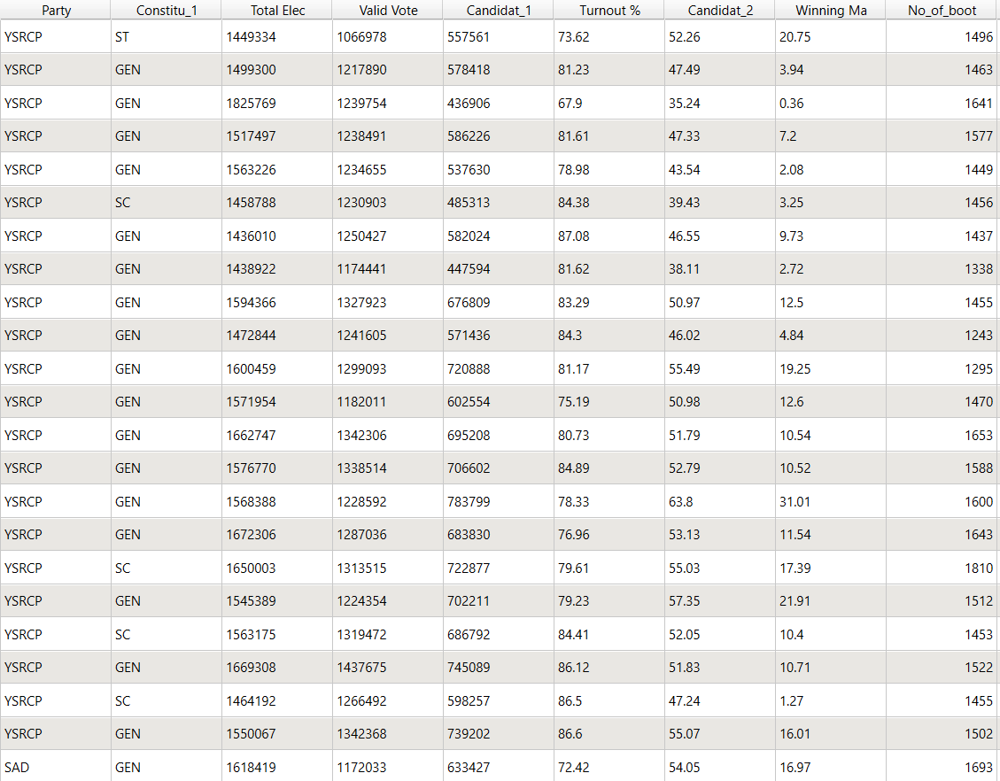 Party Constitu_1 Total Elec Valid Vote Candidat_1 Turnout % Candidat_2 Winning Ma No_of_boot
YSRCP ST 1449334 1066978 557561 73.62 52.26 20.75 1496
YSRCP GEN 1499300 1217890 578418 81.23 47.49 3.94 1463
YSRCP GEN 1825769 1239754 436906 67.9 35.24 0.36 1641
YSRCP GEN 1517497 1238491 586226 81.61 47.33 7.2 1577
YSRCP GEN 1563226 1234655 537630 78.98 43.54 2.08 1449
YSRCP SC 1458788 1230903 485313 84.38 39.43 3.25 1456
YSRCP GEN 1436010 1250427 582024 87.08 46.55 9.73 1437
YSRCP GEN 1438922 1174441 447594 81.62 38.11 2.72 1338
YSRCP GEN 1594366 1327923 676809 83.29 50.97 12.5 1455
YSRCP GEN 1472844 1241605 571436 84.3 46.02 4.84 1243
YSRCP GEN 1600459 1299093 720888 81.17 55.49 19.25 1295
YSRCP GEN 1571954 1182011 602554 75.19 50.98 12.6 1470
YSRCP GEN 1662747 1342306 695208 80.73 51.79 10.54 1653
YSRCP GEN 1576770 1338514 706602 84.89 52.79 10.52 1588
YSRCP GEN 1568388 1228592 783799 78.33 63.8 31.01 1600
YSRCP GEN 1672306 1287036 683830 76.96 53.13 11.54 1643
YSRCP SC 1650003 1313515 722877 79.61 55.03 17.39 1810
YSRCP GEN 1545389 1224354 702211 79.23 57.35 21.91 1512
YSRCP SC 1563175 1319472 686792 84.41 52.05 10.4 1453
YSRCP GEN 1669308 1437675 745089 86.12 51.83 10.71 1522
YSRCP SC 1464192 1266492 598257 86.5 47.24 1.27 1455
YSRCP GEN 1550067 1342368 739202 86.6 55.07 16.01 1502
SAD GEN 1618419 1172033 633427 72.42 54.05 16.97 1693